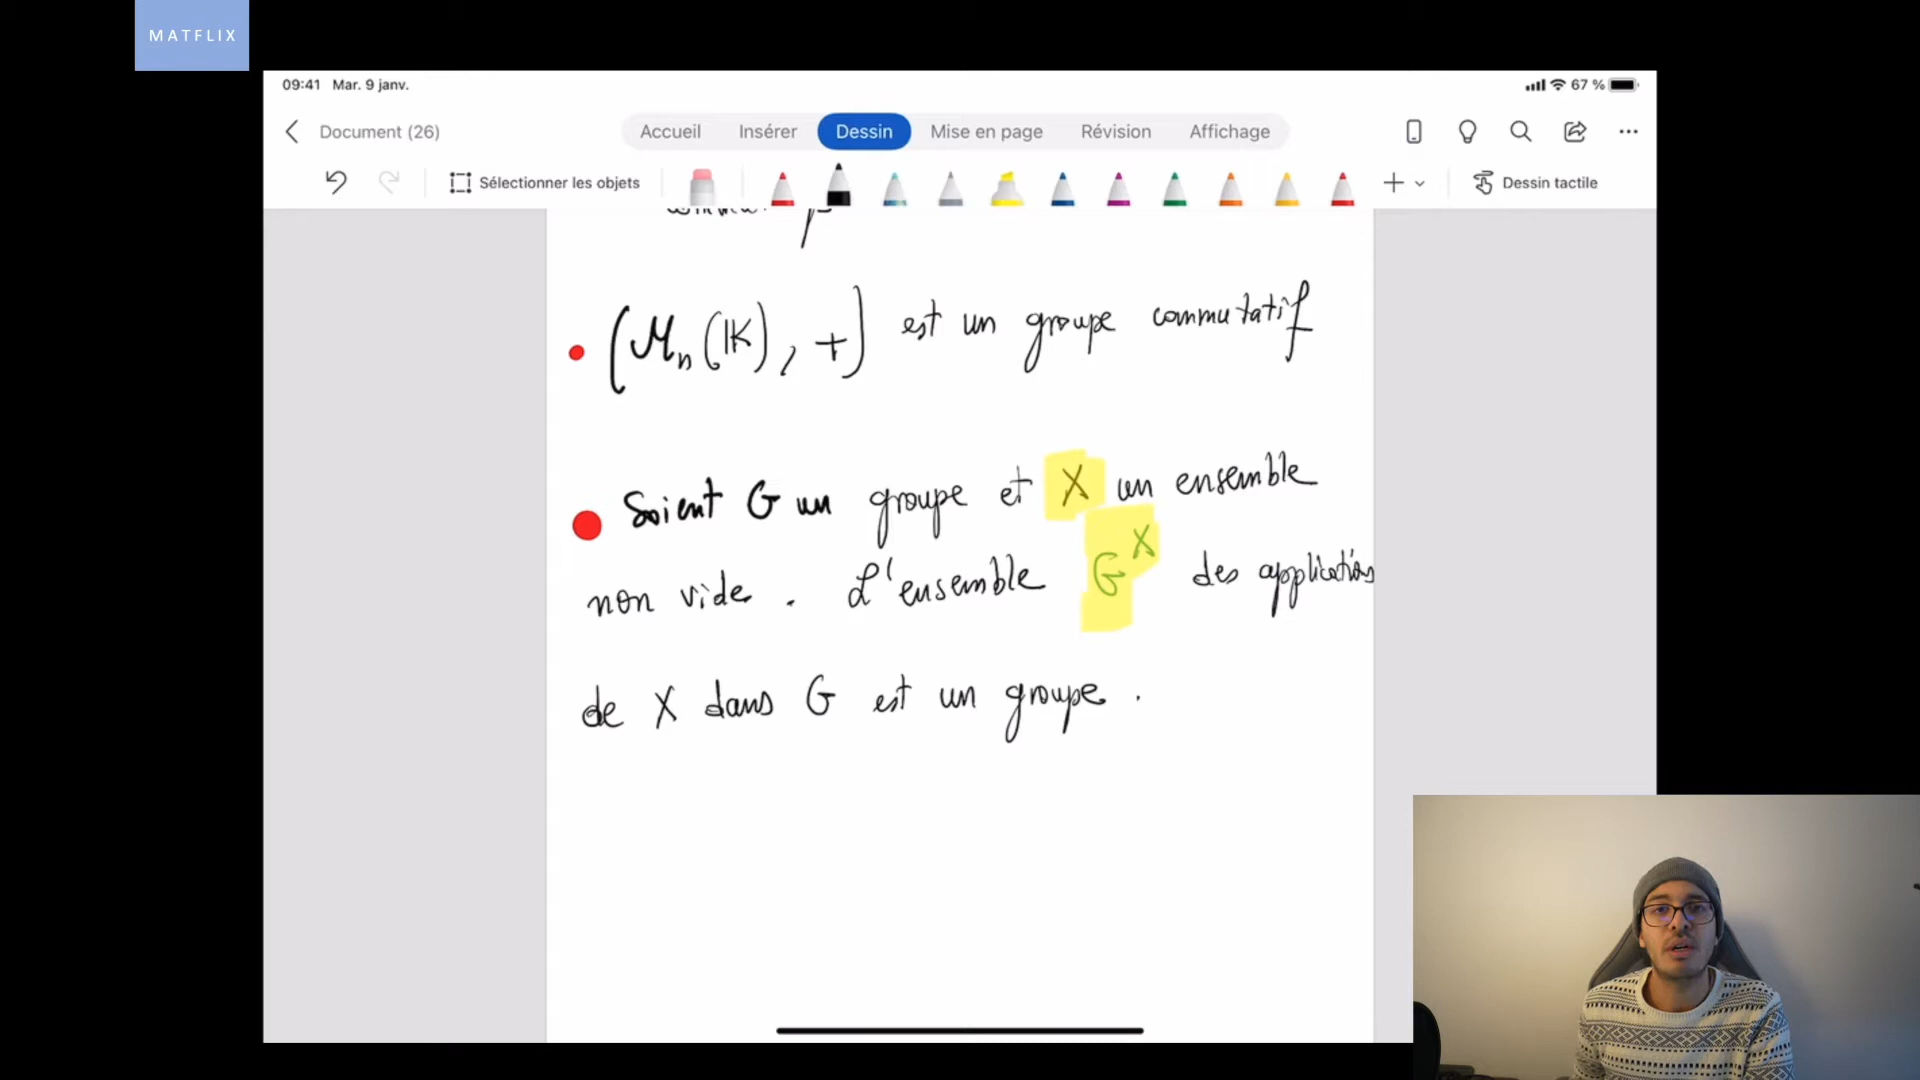 MATFLIX
09:41 Mar. 9 janv.
67 %
Document (26)
Accueil Insérer Dessin Mise en page Révision Affichage
Sélectionner les objets
Dessin tactile
• (Mn(K), +) est un groupe commutatif
• Soient G un groupe et X un ensemble
non vide . L'ensemble G^X des applications
de X dans G est un groupe .